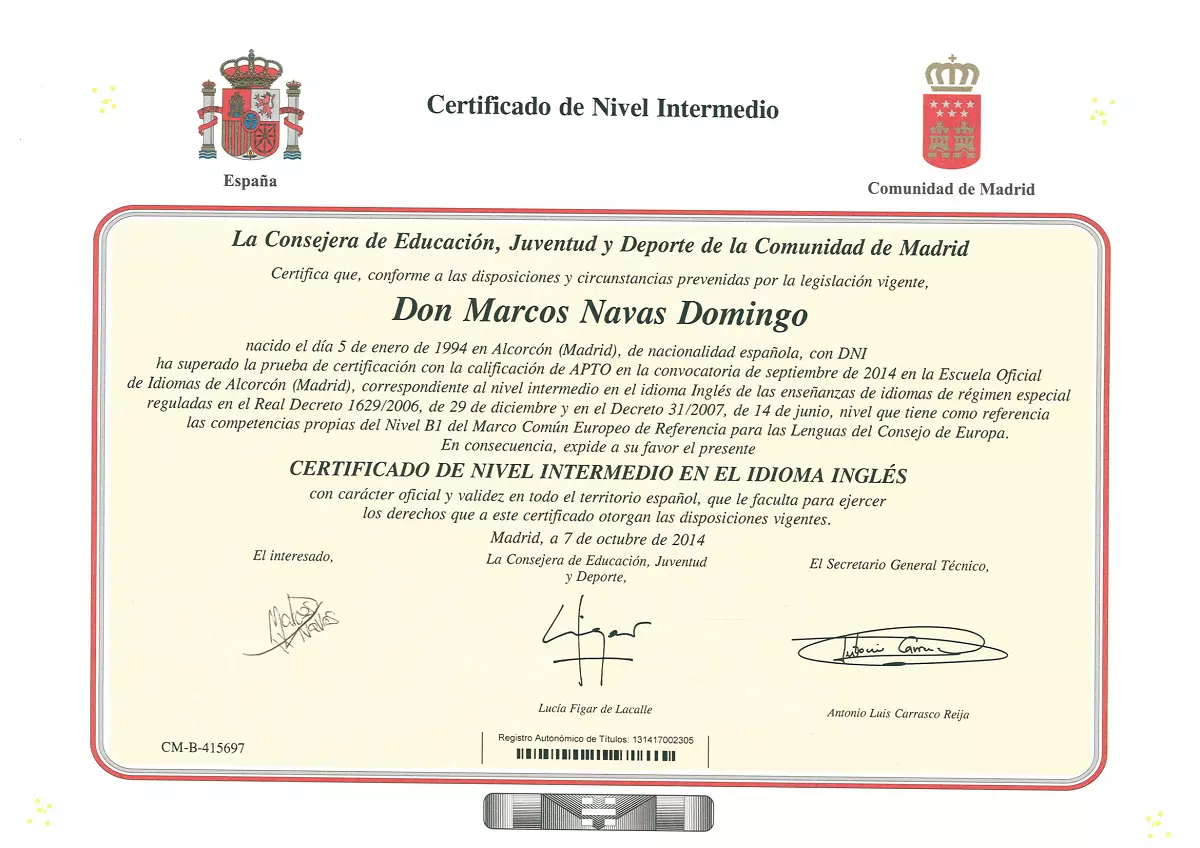 Certificado de Nivel Intermedio
España
Comunidad de Madrid
La Consejera de Educación, Juventud y Deporte de la Comunidad de Madrid
Certifica que, conforme a las disposiciones y circunstancias prevenidas por la legislación vigente,
Don Marcos Navas Domingo
nacido el día 5 de enero de 1994 en Alcorcón (Madrid), de nacionalidad española, con DNI
ha superado la prueba de certificación con la calificación de APTO en la convocatoria de septiembre de 2014 en la Escuela Oficial
de Idiomas de Alcorcón (Madrid), correspondiente al nivel intermedio en el idioma Inglés de las enseñanzas de idiomas de régimen especial
reguladas en el Real Decreto 1629/2006, de 29 de diciembre y en el Decreto 31/2007, de 14 de junio, nivel que tiene como referencia
las competencias propias del Nivel B1 del Marco Común Europeo de Referencia para las Lenguas del Consejo de Europa.
En consecuencia, expide a su favor el presente
CERTIFICADO DE NIVEL INTERMEDIO EN EL IDIOMA INGLÉS
con carácter oficial y validez en todo el territorio español, que le faculta para ejercer
los derechos que a este certificado otorgan las disposiciones vigentes.
Madrid, a 7 de octubre de 2014
El interesado,
La Consejera de Educación, Juventud
y Deporte,
El Secretario General Técnico,
Marcos
Navas
Figar
Antonio
Lucía Figar de Lacalle
Antonio Luis Carrasco Reija
CM-B-415697
Registro Autonómico de Títulos: 131417002305